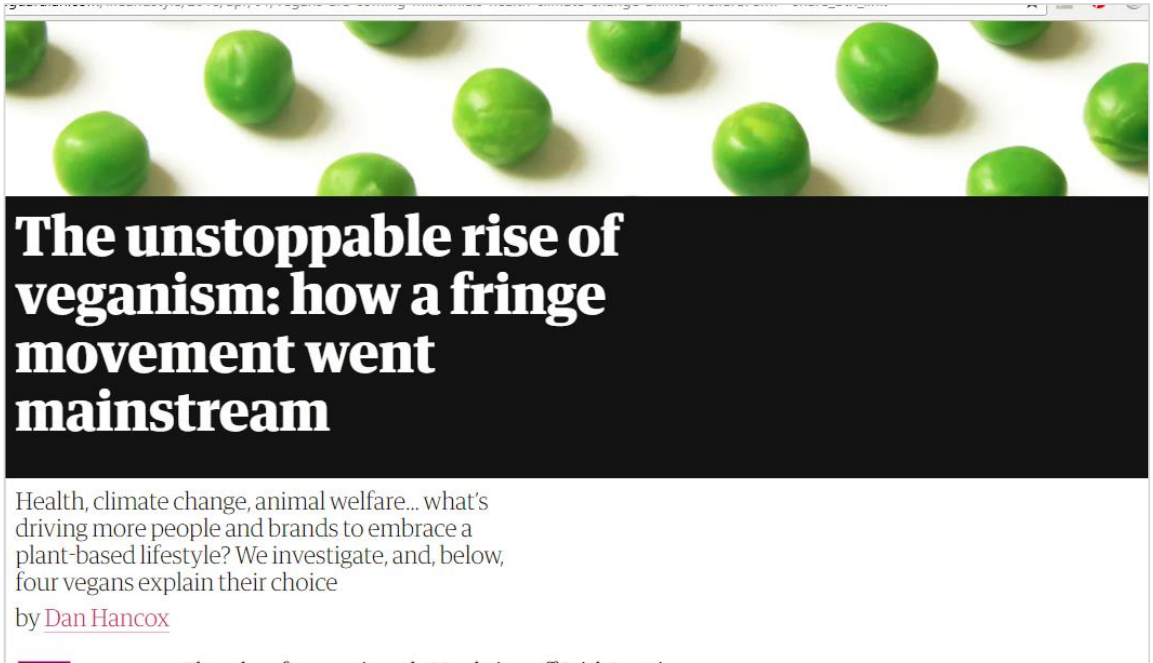 The unstoppable rise of
veganism: how a fringe
movement went
mainstream
Health, climate change, animal welfare... what's
driving more people and brands to embrace a
plant-based lifestyle? We investigate, and, below,
four vegans explain their choice
by Dan Hancox